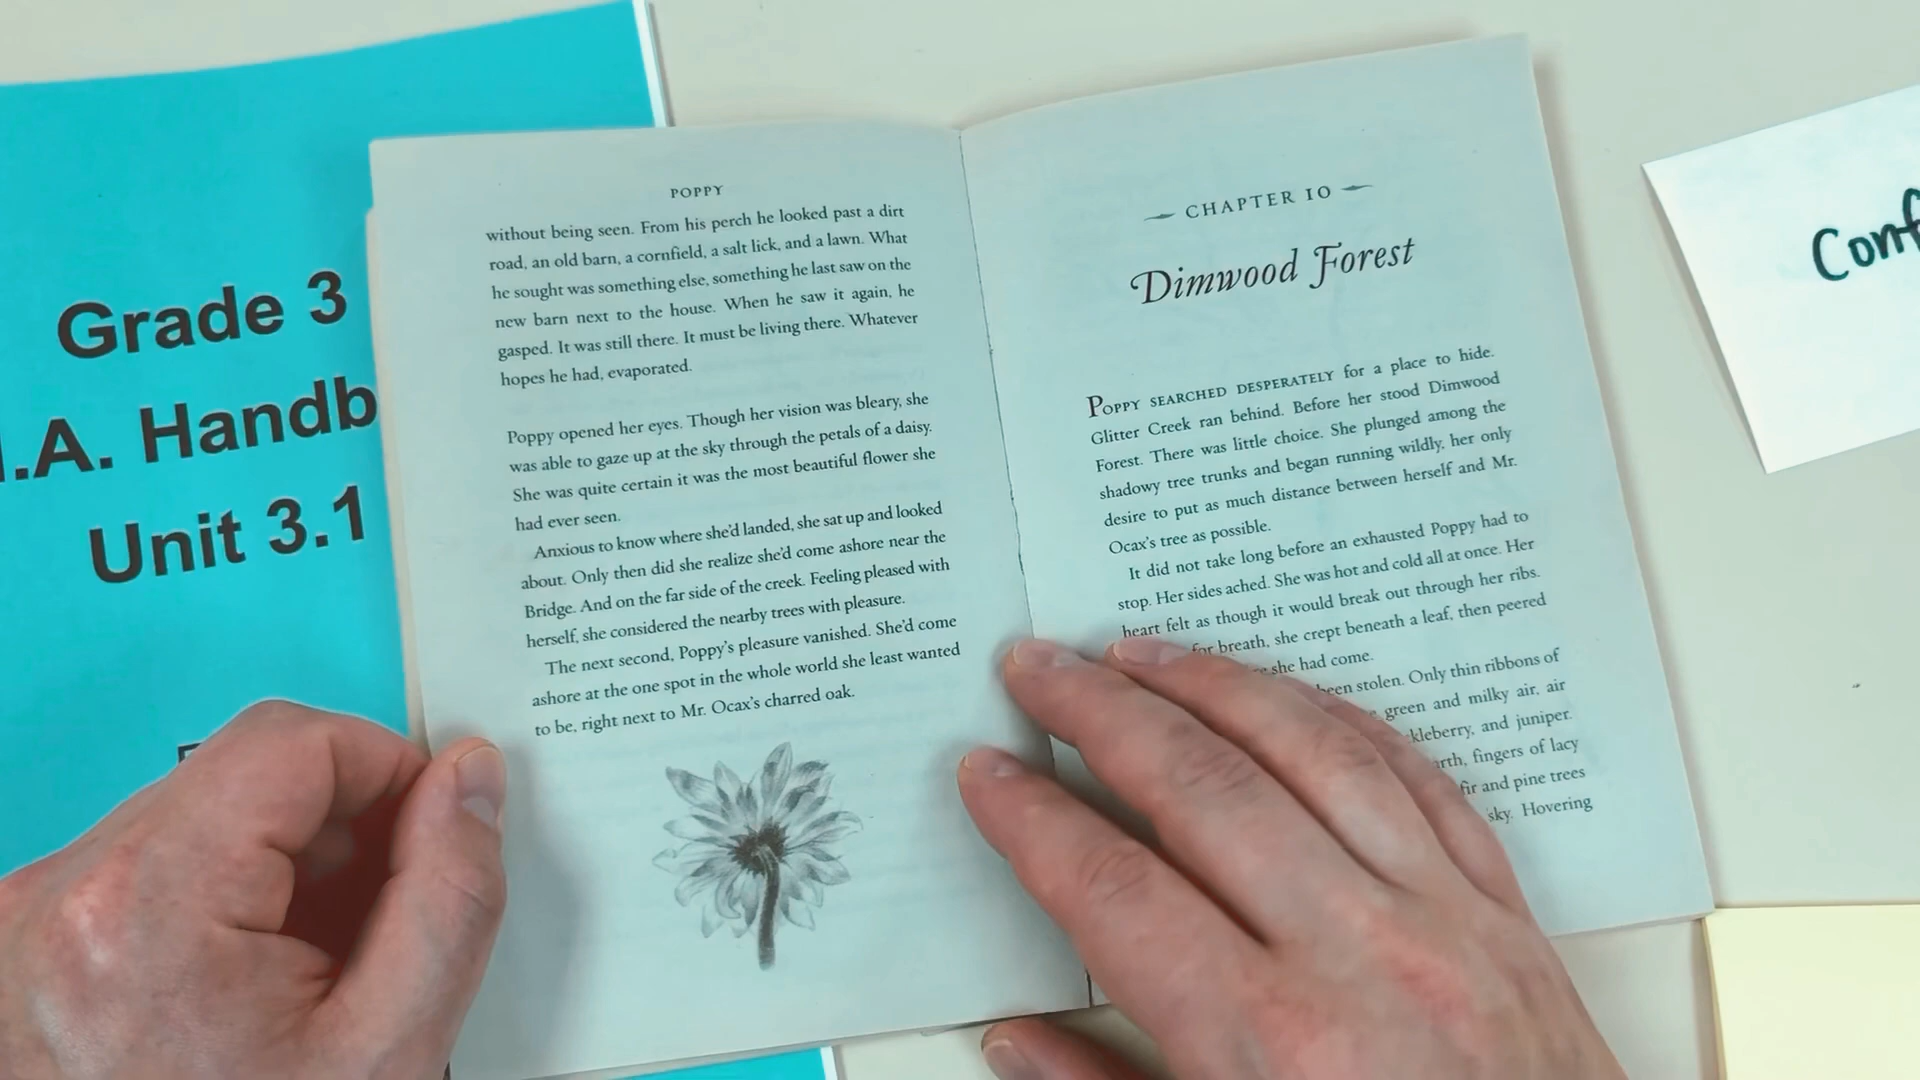 Grade 3
.A. Handb
Unit 3.1
POPPY
without being seen. From his perch he looked past a dirt
road, an old barn, a cornfield, a salt lick, and a lawn. What
he sought was something else, something he last saw on the
new barn next to the house. When he saw it again, he
gasped. It was still there. It must be living there. Whatever
hopes he had, evaporated.
Poppy opened her eyes. Though her vision was bleary, she
was able to gaze up at the sky through the petals of a daisy.
She was quite certain it was the most beautiful flower she
had ever seen.
Anxious to know where she'd landed, she sat up and looked
about. Only then did she realize she'd come ashore near the
Bridge. And on the far side of the creek. Feeling pleased with
herself, she considered the nearby trees with pleasure.
The next second, Poppy's pleasure vanished. She'd come
ashore at the one spot in the whole world she least wanted
to be, right next to Mr. Ocax's charred oak.
CHAPTER 10
Dimwood Forest
POPPY SEARCHED DESPERATELY for a place to hide.
Glitter Creek ran behind. Before her stood Dimwood
Forest. There was little choice. She plunged among the
shadowy tree trunks and began running wildly, her only
desire to put as much distance between herself and Mr.
Ocax's tree as possible.
It did not take long before an exhausted Poppy had to
stop. Her sides ached. She was hot and cold all at once. Her
heart felt as though it would break out through her ribs.
for breath, she crept beneath a leaf, then peered
she had come.
been stolen. Only thin ribbons of
green and milky air, air
kleberry, and juniper.
rth, fingers of lacy
fir and pine trees
sky. Hovering
Conf